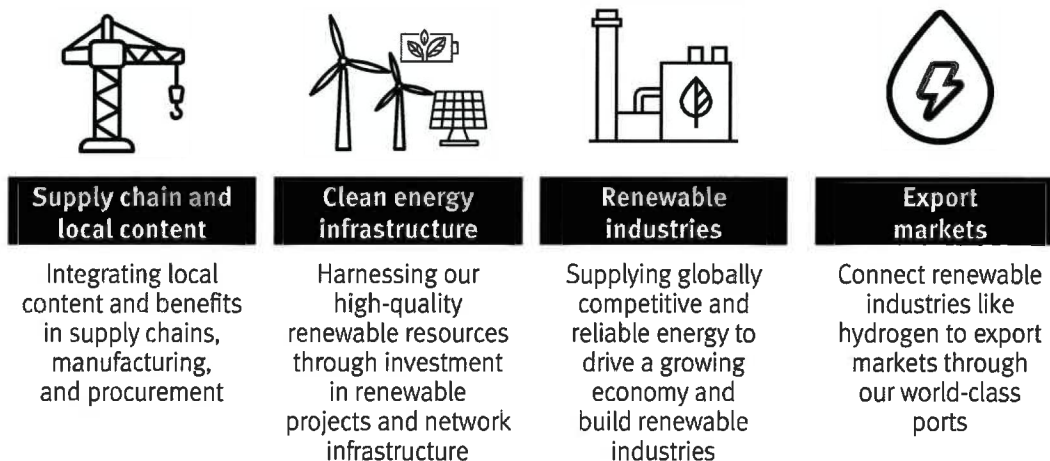 Supply chain and
local content
Integrating local
content and benefits
in supply chains,
manufacturing,
and procurement
Clean energy
infrastructure
Harnessing our
high-quality
renewable resources
through investment
in renewable
projects and network
infrastructure
Renewable
industries
Supplying globally
competitive and
reliable energy to
drive a growing
economy and
build renewable
industries
Export
markets
Connect renewable
industries like
hydrogen to export
markets through
our world-class
ports